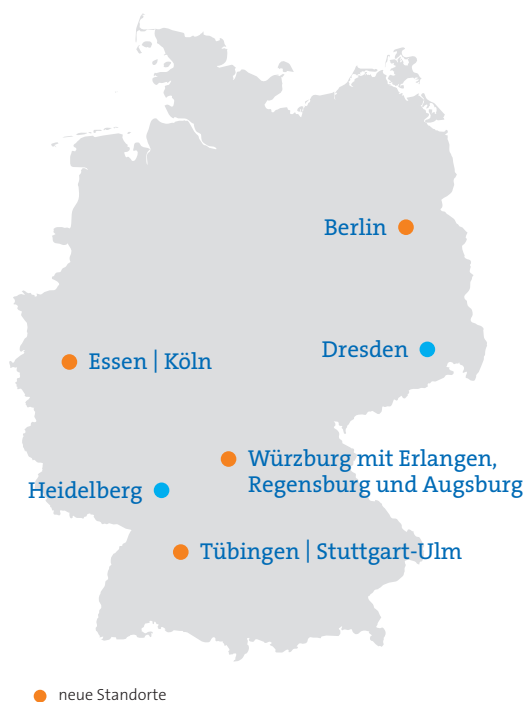 Berlin
Dresden
Essen | Köln
Würzburg mit Erlangen,
Regensburg und Augsburg
Heidelberg
Tübingen | Stuttgart-Ulm
neue Standorte